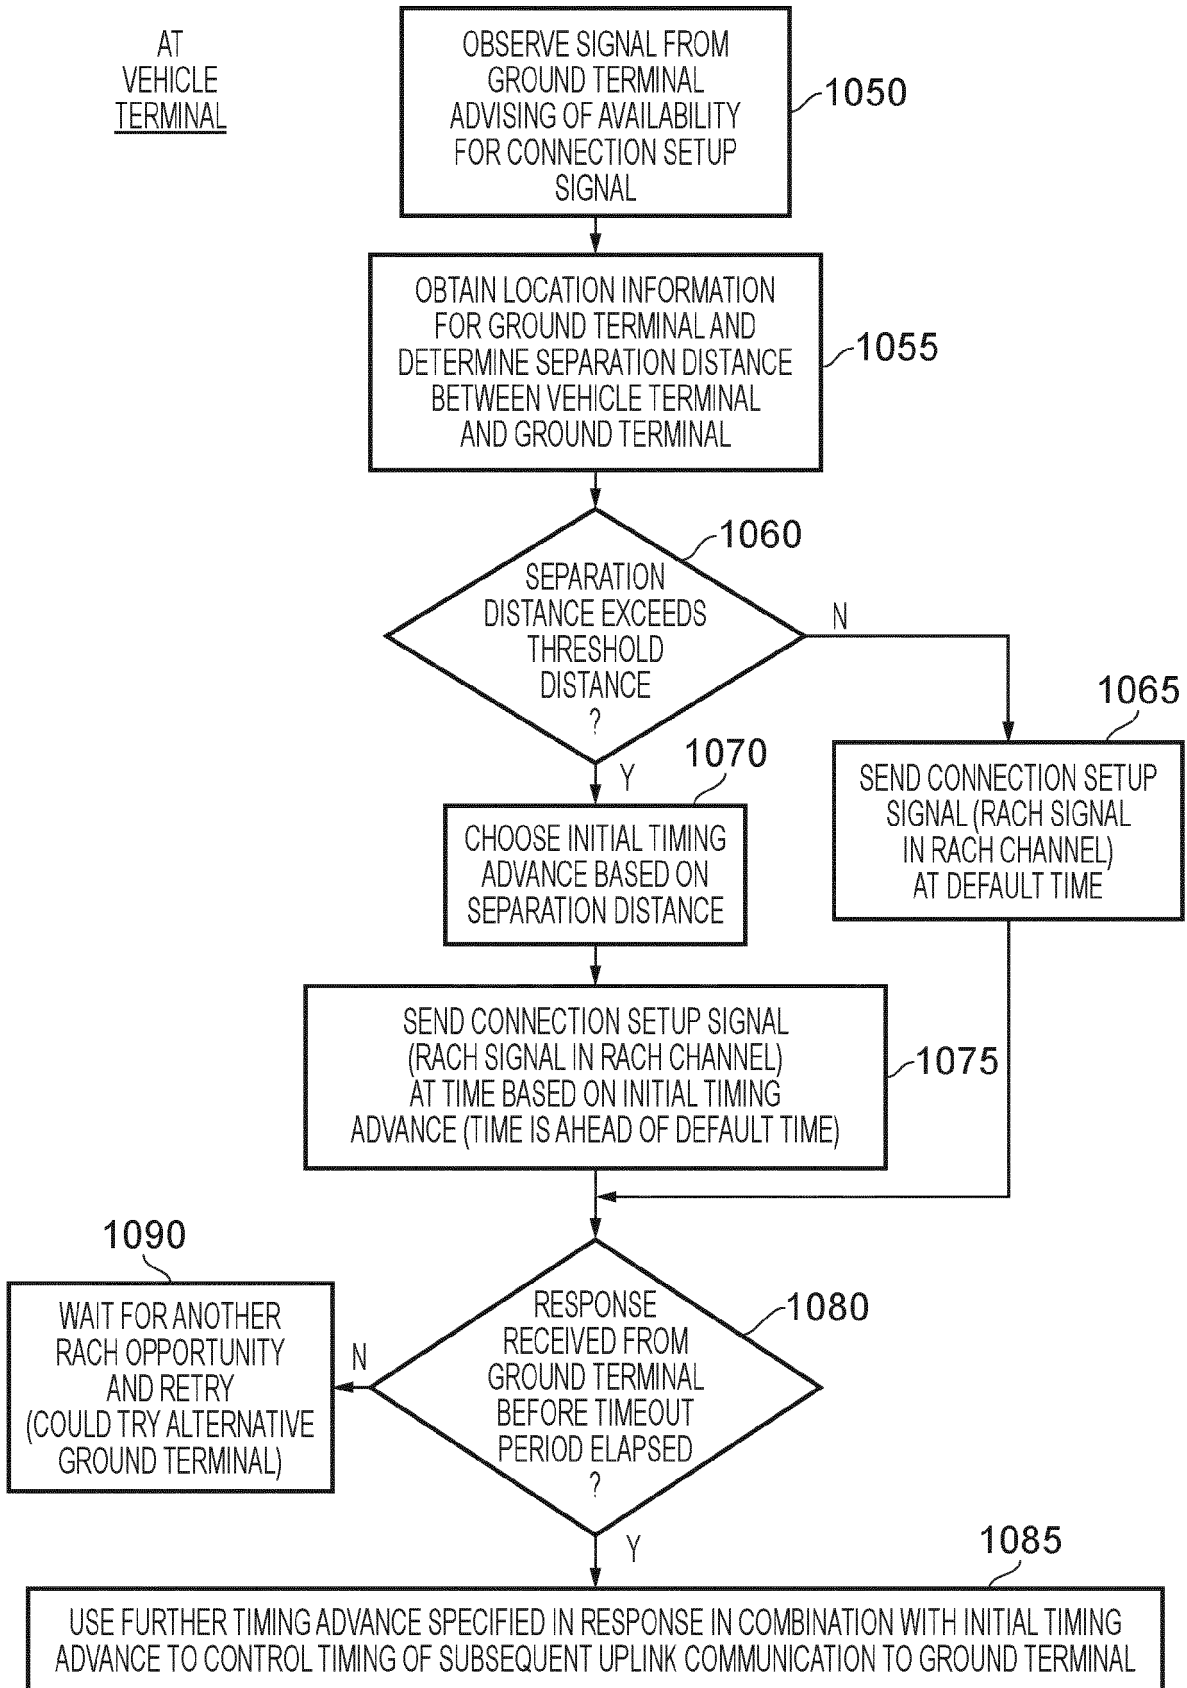 AT
VEHICLE
TERMINAL
OBSERVE SIGNAL FROM
GROUND TERMINAL
ADVISING OF AVAILABILITY
FOR CONNECTION SETUP
SIGNAL
1050
OBTAIN LOCATION INFORMATION
FOR GROUND TERMINAL AND
DETERMINE SEPARATION DISTANCE
BETWEEN VEHICLE TERMINAL
AND GROUND TERMINAL
1055
1060
SEPARATION
DISTANCE EXCEEDS
THRESHOLD
DISTANCE
?
N
Y
1065
SEND CONNECTION SETUP
SIGNAL (RACH SIGNAL
IN RACH CHANNEL)
AT DEFAULT TIME
1070
CHOOSE INITIAL TIMING
ADVANCE BASED ON
SEPARATION DISTANCE
SEND CONNECTION SETUP SIGNAL
(RACH SIGNAL IN RACH CHANNEL)
AT TIME BASED ON INITIAL TIMING
ADVANCE (TIME IS AHEAD OF DEFAULT TIME)
1075
1080
RESPONSE
RECEIVED FROM
GROUND TERMINAL
BEFORE TIMEOUT
PERIOD ELAPSED
?
N
1090
WAIT FOR ANOTHER
RACH OPPORTUNITY
AND RETRY
(COULD TRY ALTERNATIVE
GROUND TERMINAL)
Y
1085
USE FURTHER TIMING ADVANCE SPECIFIED IN RESPONSE IN COMBINATION WITH INITIAL TIMING
ADVANCE TO CONTROL TIMING OF SUBSEQUENT UPLINK COMMUNICATION TO GROUND TERMINAL